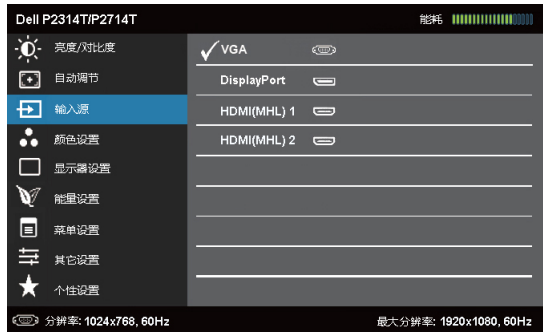 Dell P2314T/P2714T 能耗
亮度/对比度 VGA
自动调节 DisplayPort
输入源 HDMI(MHL) 1
颜色设置 HDMI(MHL) 2
显示器设置
能量设置
菜单设置
其它设置
个性设置
分辨率: 1024x768, 60Hz 最大分辩率: 1920x1080, 60Hz